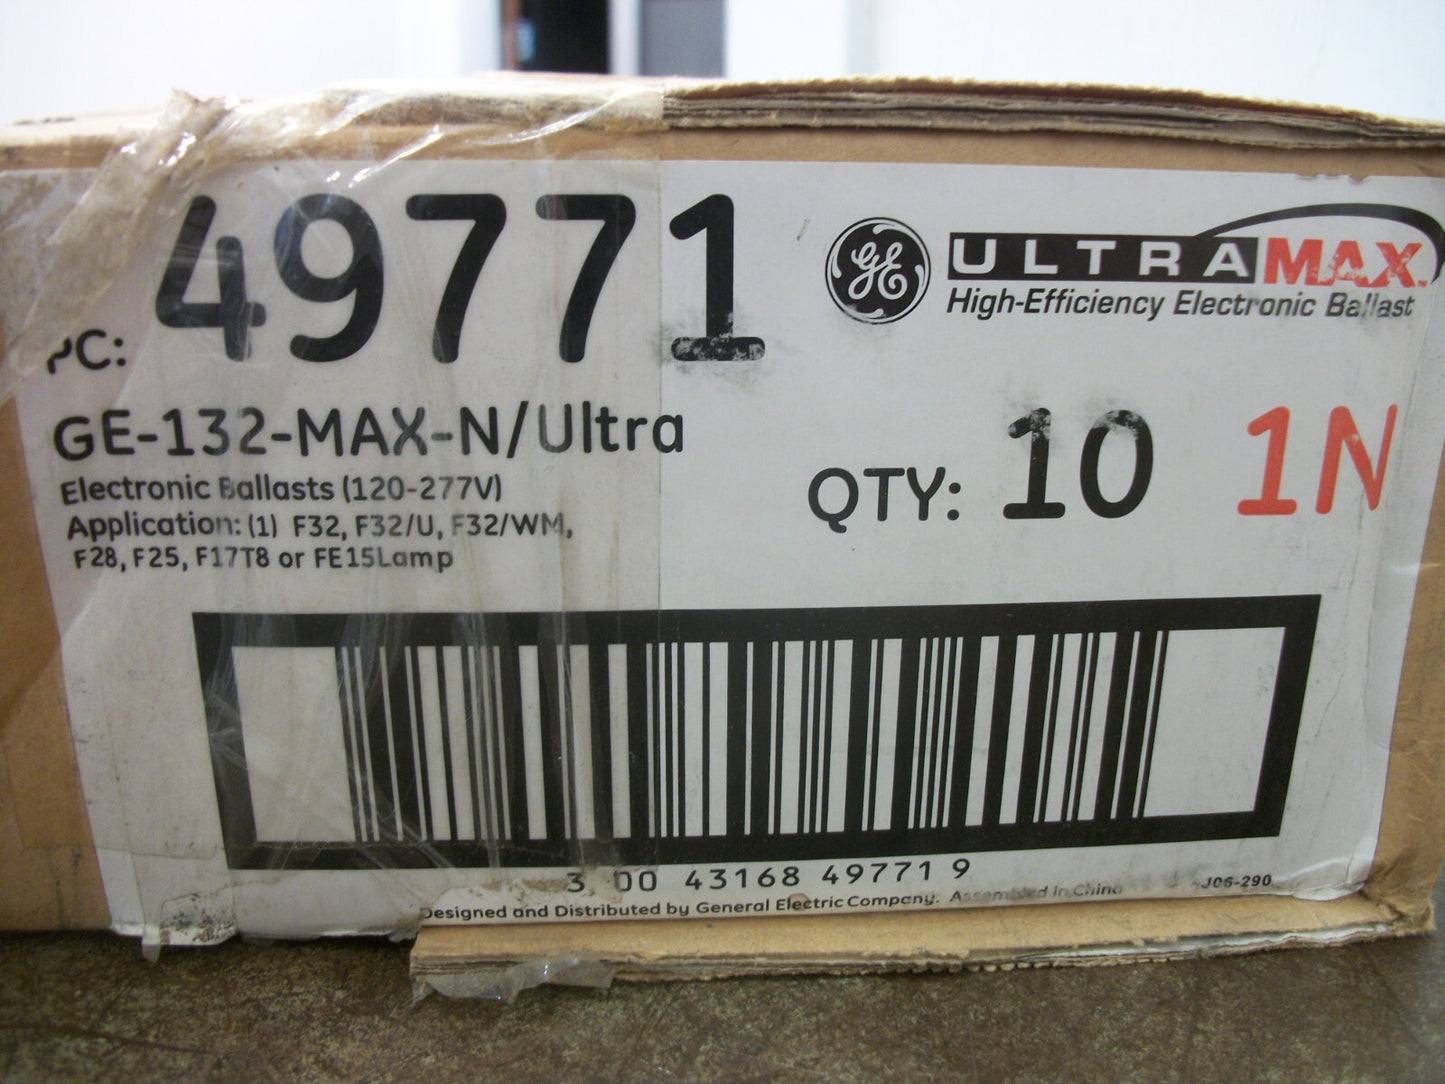 PC: 49771
GE ULTRAMAX™
High-Efficiency Electronic Ballast
GE-132-MAX-N/Ultra
Electronic Ballasts (120-277V)
Application: (1) F32, F32/U, F32/WM,
F28, F25, F17T8 or FE15Lamp
QTY: 10 1N
3 00 43168 49771 9
Designed and Distributed by General Electric Company. Assembled in China
J06-290